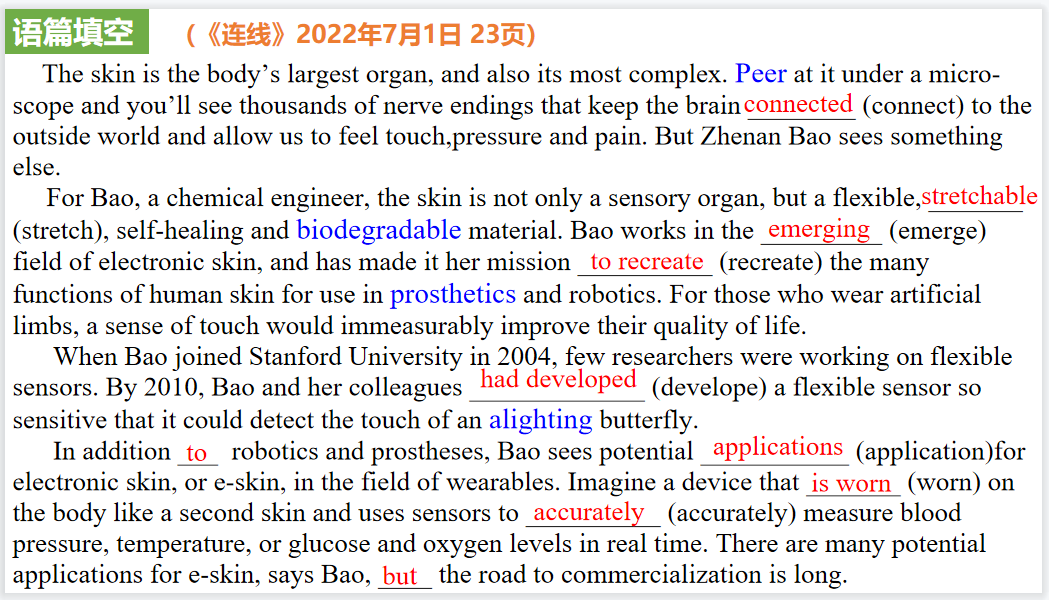 语篇填空 (《连线》2022年7月1日 23页)
The skin is the body's largest organ, and also its most complex. Peer at it under a micro-
scope and you'll see thousands of nerve endings that keep the brain connected (connect) to the
outside world and allow us to feel touch,pressure and pain. But Zhenan Bao sees something
else.
For Bao, a chemical engineer, the skin is not only a sensory organ, but a flexible, stretchable
(stretch), self-healing and biodegradable material. Bao works in the emerging (emerge)
field of electronic skin, and has made it her mission to recreate (recreate) the many
functions of human skin for use in prosthetics and robotics. For those who wear artificial
limbs, a sense of touch would immeasurably improve their quality of life.
When Bao joined Stanford University in 2004, few researchers were working on flexible
sensors. By 2010, Bao and her colleagues had developed (develope) a flexible sensor so
sensitive that it could detect the touch of an alighting butterfly.
In addition to robotics and prostheses, Bao sees potential applications (application)for
electronic skin, or e-skin, in the field of wearables. Imagine a device that is worn (worn) on
the body like a second skin and uses sensors to accurately (accurately) measure blood
pressure, temperature, or glucose and oxygen levels in real time. There are many potential
applications for e-skin, says Bao, but the road to commercialization is long.